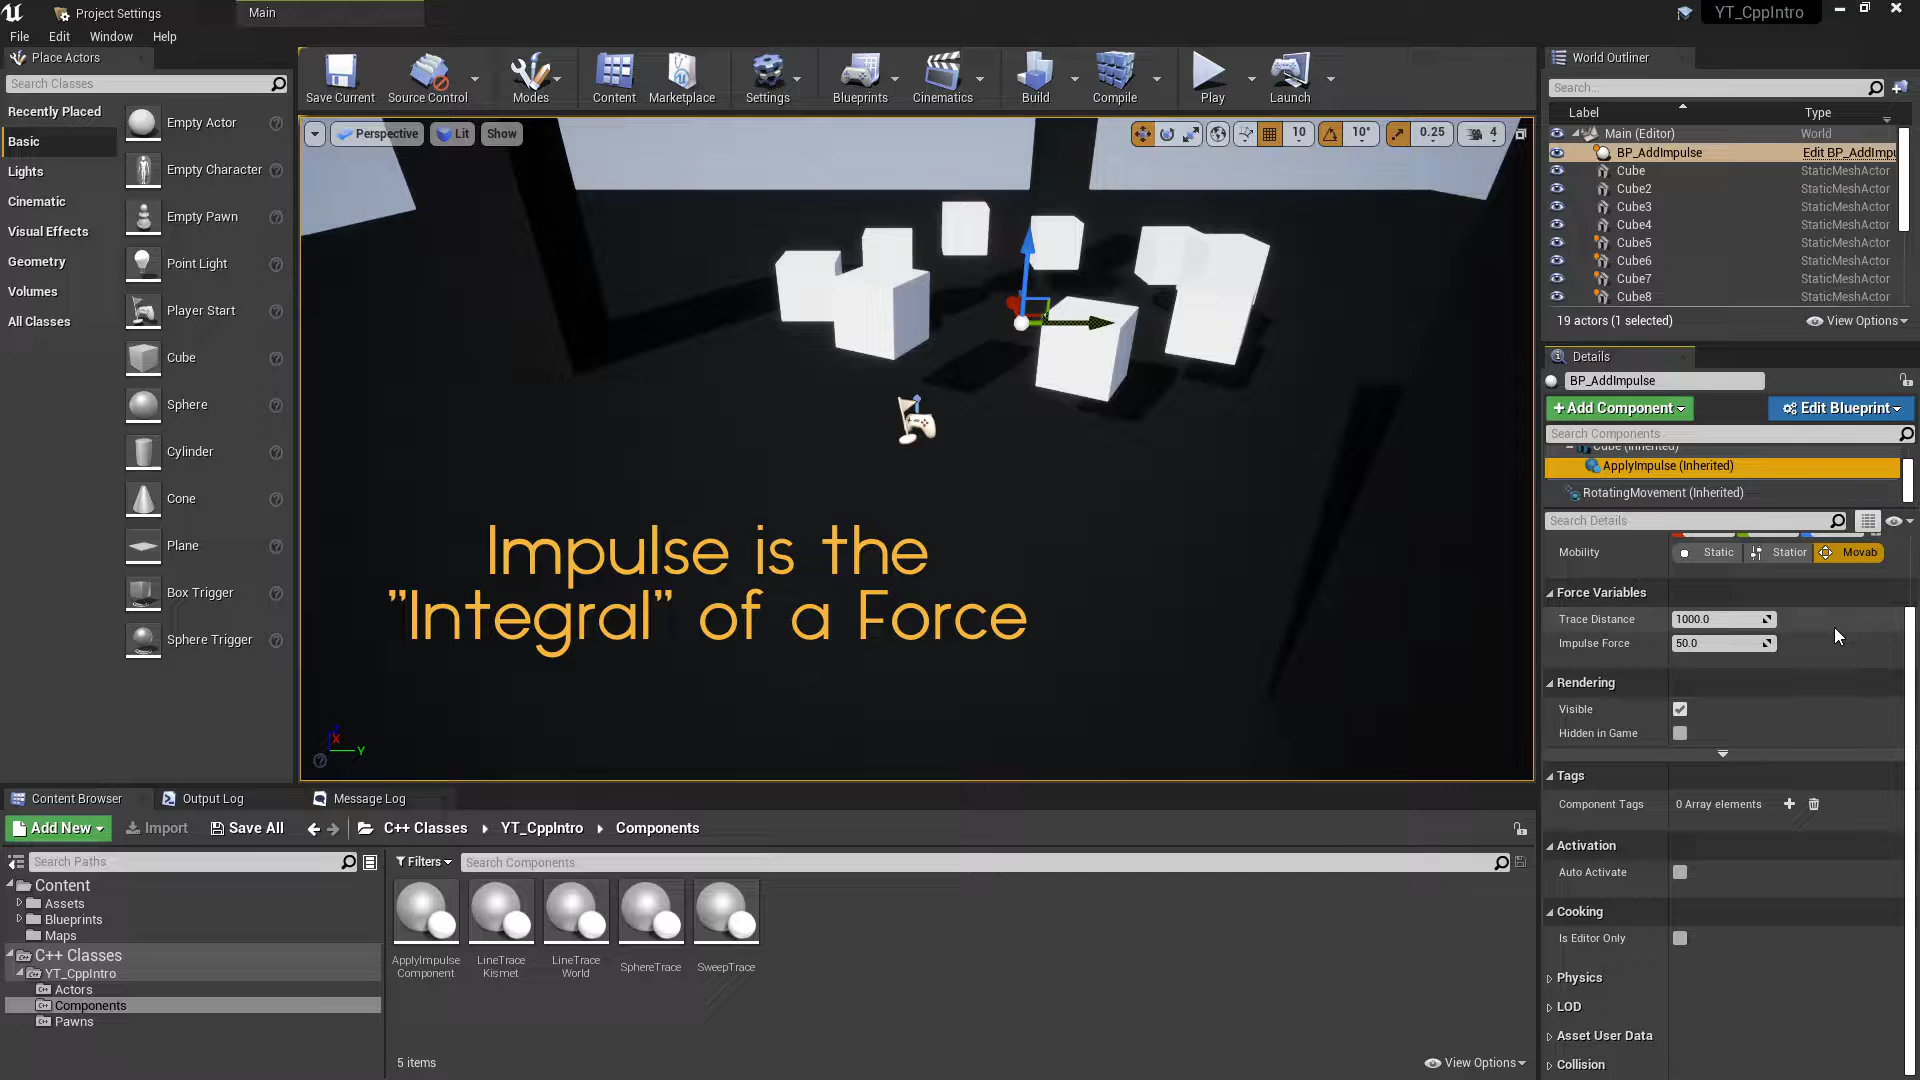 Project Settings
Main
YT_CppIntro
File Edit Window Help
Place Actors
Search Classes
Recently Placed
Basic
Lights
Cinematic
Visual Effects
Geometry
Volumes
All Classes
Empty Actor
Empty Character
Empty Pawn
Point Light
Player Start
Cube
Sphere
Cylinder
Cone
Plane
Box Trigger
Sphere Trigger
Save Current
Source Control
Modes
Content
Marketplace
Settings
Blueprints
Cinematics
Build
Compile
Play
Launch
Perspective Lit Show
10 10° 0.25 4
Impulse is the
"Integral" of a Force
X
Y
World Outliner
Search...
Label Type
Main (Editor) World
BP_AddImpulse Edit BP_AddImpu
Cube StaticMeshActor
Cube2 StaticMeshActor
Cube3 StaticMeshActor
Cube4 StaticMeshActor
Cube5 StaticMeshActor
Cube6 StaticMeshActor
Cube7 StaticMeshActor
Cube8 StaticMeshActor
19 actors (1 selected) View Options
Details
BP_AddImpulse
+ Add Component Edit Blueprint
Search Components
Cube (Inherited)
ApplyImpulse (Inherited)
RotatingMovement (Inherited)
Search Details
Mobility Static Statior Movab
Force Variables
Trace Distance 1000.0
Impulse Force 50.0
Rendering
Visible
Hidden in Game
Tags
Component Tags 0 Array elements
Activation
Auto Activate
Cooking
Is Editor Only
Physics
LOD
Asset User Data
Collision
Content Browser Output Log Message Log
Add New Import Save All C++ Classes YT_CppIntro Components
Search Paths
Filters Search Components
Content
Assets
Blueprints
Maps
C++ Classes
YT_CppIntro
Actors
Components
Pawns
ApplyImpulse
Component
LineTrace
Kismet
LineTrace
World
SphereTrace
SweepTrace
5 items View Options